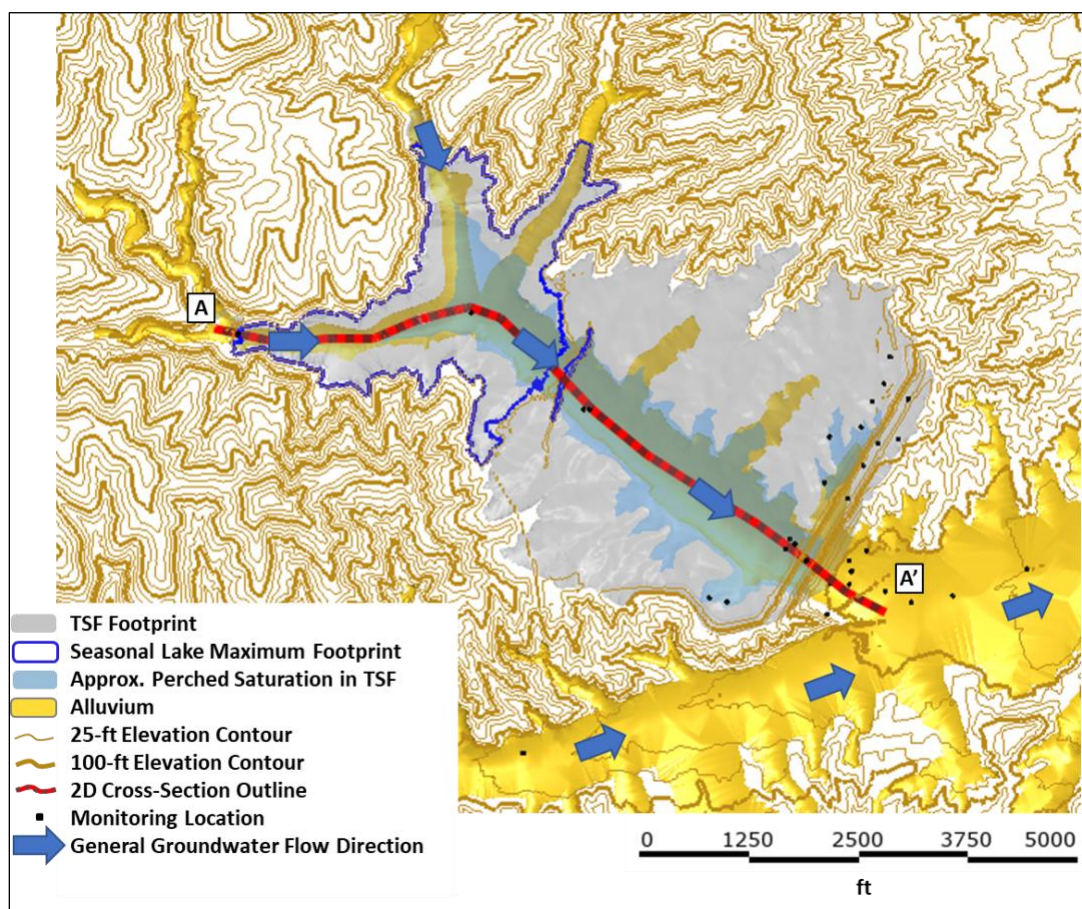 A
A'
TSF Footprint
Seasonal Lake Maximum Footprint
Approx. Perched Saturation in TSF
Alluvium
25-ft Elevation Contour
100-ft Elevation Contour
2D Cross-Section Outline
Monitoring Location
General Groundwater Flow Direction
0 1250 2500 3750 5000
ft